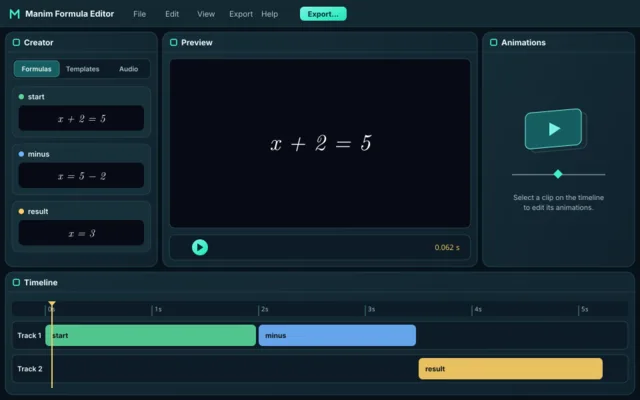 Manim Formula Editor File Edit View Export Help Export...
Creator
Formulas Templates Audio
start
x + 2 = 5
minus
x = 5 − 2
result
x = 3
Preview
x + 2 = 5
0.062 s
Animations
Select a clip on the timeline
to edit its animations.
Timeline
0s 1s 2s 3s 4s 5s
Track 1 start minus
Track 2 result